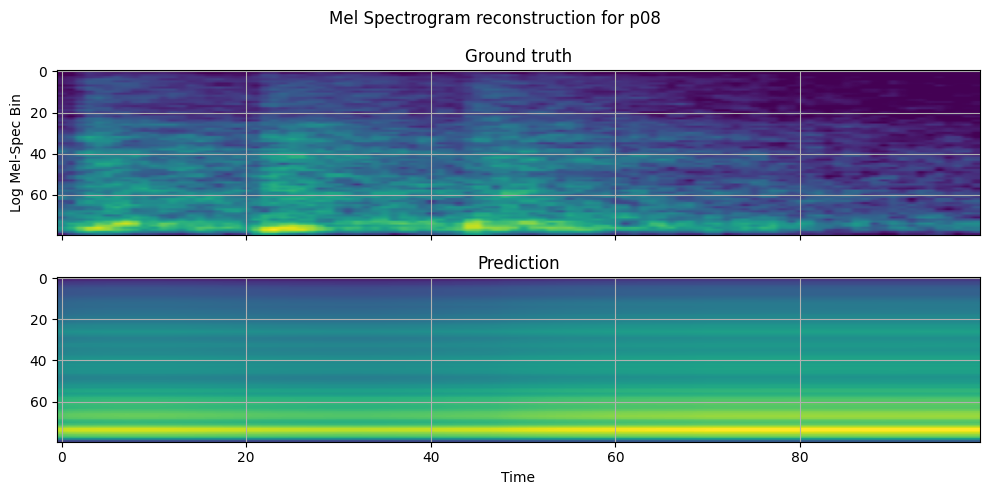 Mel Spectrogram reconstruction for p08
Ground truth
0
20
40
60
Log Mel-Spec Bin
Prediction
0
20
40
60
0 20 40 60 80
Time